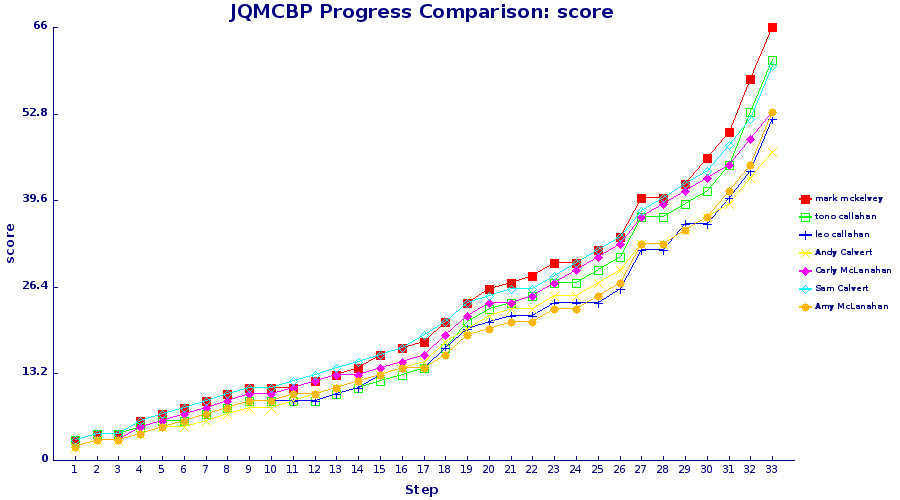 JQMCBP Progress Comparison: score
66
52.8
39.6
26.4
13.2
0
score
1 2 3 4 5 6 7 8 9 10 11 12 13 14 15 16 17 18 19 20 21 22 23 24 25 26 27 28 29 30 31 32 33
Step
mark mckelvey
tono callahan
leo callahan
Andy Calvert
Carly McLanahan
Sam Calvert
Amy McLanahan